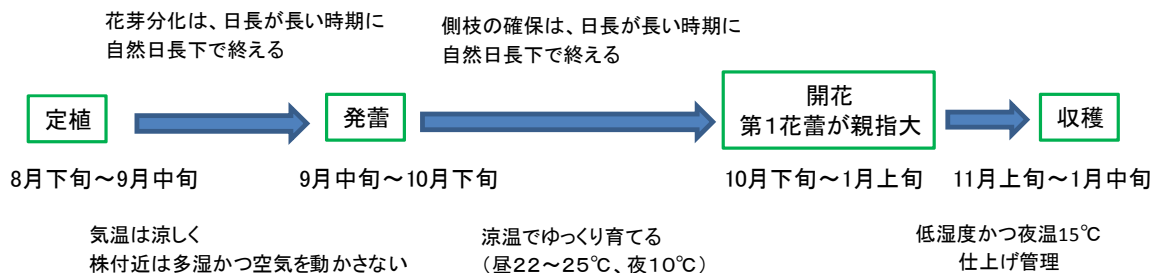 花芽分化は、日長が長い時期に
自然日長下で終える
側枝の確保は、日長が長い時期に
自然日長下で終える
定植
発蕾
開花
第1花蕾が親指大
収穫
8月下旬～9月中旬
9月中旬～10月下旬
10月下旬～1月上旬
11月上旬～1月中旬
気温は涼しく
株付近は多湿かつ空気を動かさない
涼温でゆっくり育てる
（昼22～25℃、夜10℃）
低湿度かつ夜温15℃
仕上げ管理